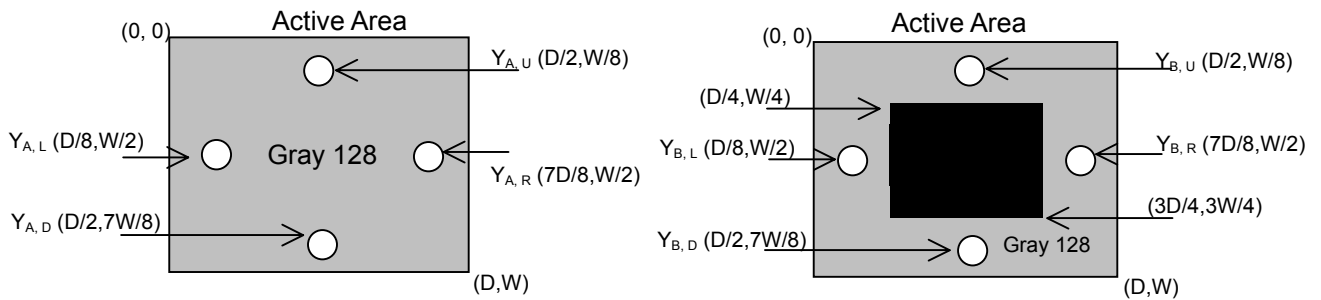 Active Area
(0, 0)
Y_A, U (D/2,W/8)
Y_A, L (D/8,W/2)
Gray 128
Y_A, R (7D/8,W/2)
Y_A, D (D/2,7W/8)
(D,W)
Active Area
(0, 0)
Y_B, U (D/2,W/8)
(D/4,W/4)
Y_B, L (D/8,W/2)
Y_B, R (7D/8,W/2)
(3D/4,3W/4)
Y_B, D (D/2,7W/8)
Gray 128
(D,W)